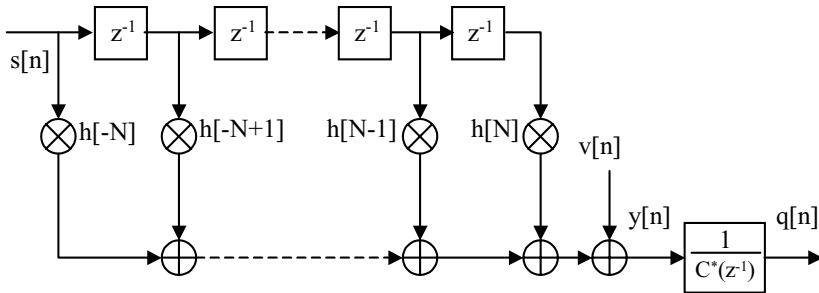 z⁻¹ z⁻¹ z⁻¹ z⁻¹
s[n]
h[-N] h[-N+1] h[N-1] h[N]
v[n]
y[n] q[n]
1
C*(z⁻¹)